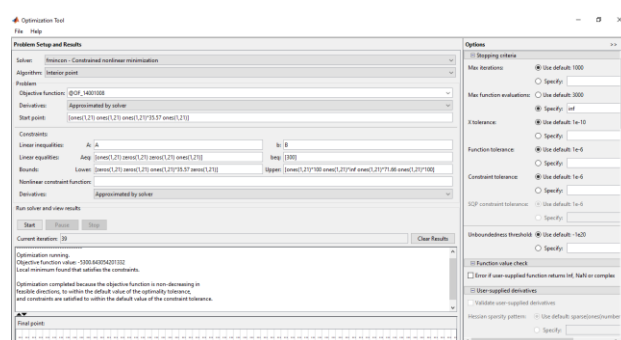 Optimization Tool
File Help
Problem Setup and Results
Solver: fmincon - Constrained nonlinear minimization
Algorithm: Interior point
Problem
Objective function: @OF_14001008
Derivatives: Approximated by solver
Start point: [ones(1,21) ones(1,21) ones(1,21)*35.57 ones(1,21)]
Constraints:
Linear inequalities: A: A b: B
Linear equalities: Aeq: [ones(1,21) zeros(1,21) zeros(1,21) ones(1,21)] beq: [300]
Bounds: Lower: [zeros(1,21) zeros(1,21) ones(1,21)*35.57 zeros(1,21)] Upper: [ones(1,21)*100 ones(1,21)*inf ones(1,21)*71.46 ones(1,21)*100]
Nonlinear constraint function:
Derivatives: Approximated by solver
Run solver and view results
Start Pause Stop
Current iteration: 39 Clear Results
Optimization running.
Objective function value: -5300.643054201332
Local minimum found that satisfies the constraints.
Optimization completed because the objective function is non-decreasing in
feasible directions, to within the default value of the optimality tolerance,
and constraints are satisfied to within the default value of the constraint tolerance.
Final point:
Options >>
Stopping criteria
Max iterations: Use default: 1000
Specify:
Max function evaluations: Use default: 3000
Specify: inf
X tolerance: Use default: 1e-10
Specify:
Function tolerance: Use default: 1e-6
Specify:
Constraint tolerance: Use default: 1e-6
Specify:
SQP constraint tolerance: Use default: 1e-6
Specify:
Unboundedness threshold: Use default: -1e20
Specify:
Function value check
Error if user-supplied function returns Inf, NaN or complex
User-supplied derivatives
Validate user-supplied derivatives
Hessian sparsity pattern: Use default: sparse(ones(number
Specify: